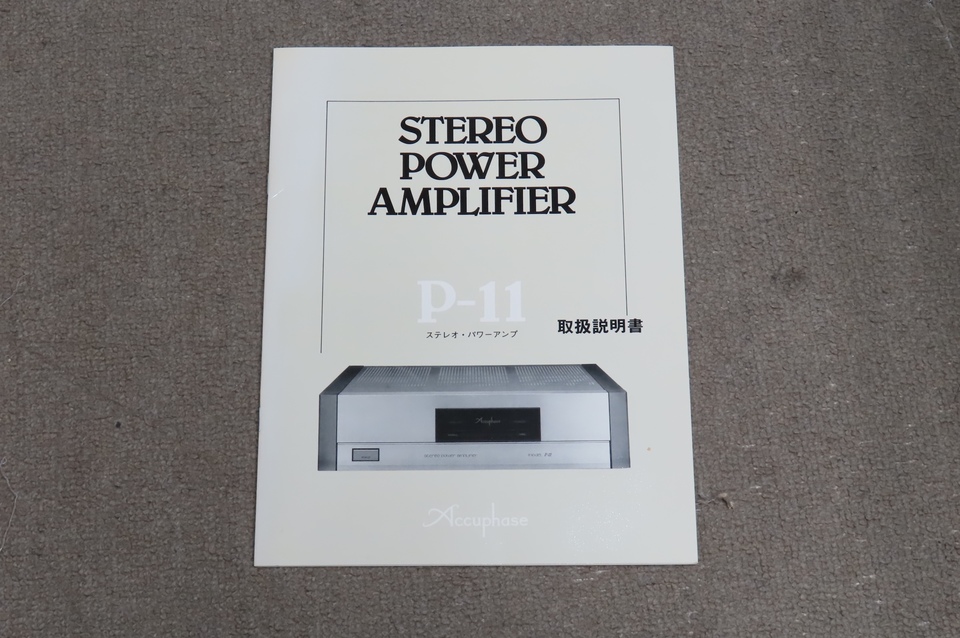 STEREO
POWER
AMPLIFIER
P-11
ステレオ・パワーアンプ
取扱説明書
Accuphase
Accuphase